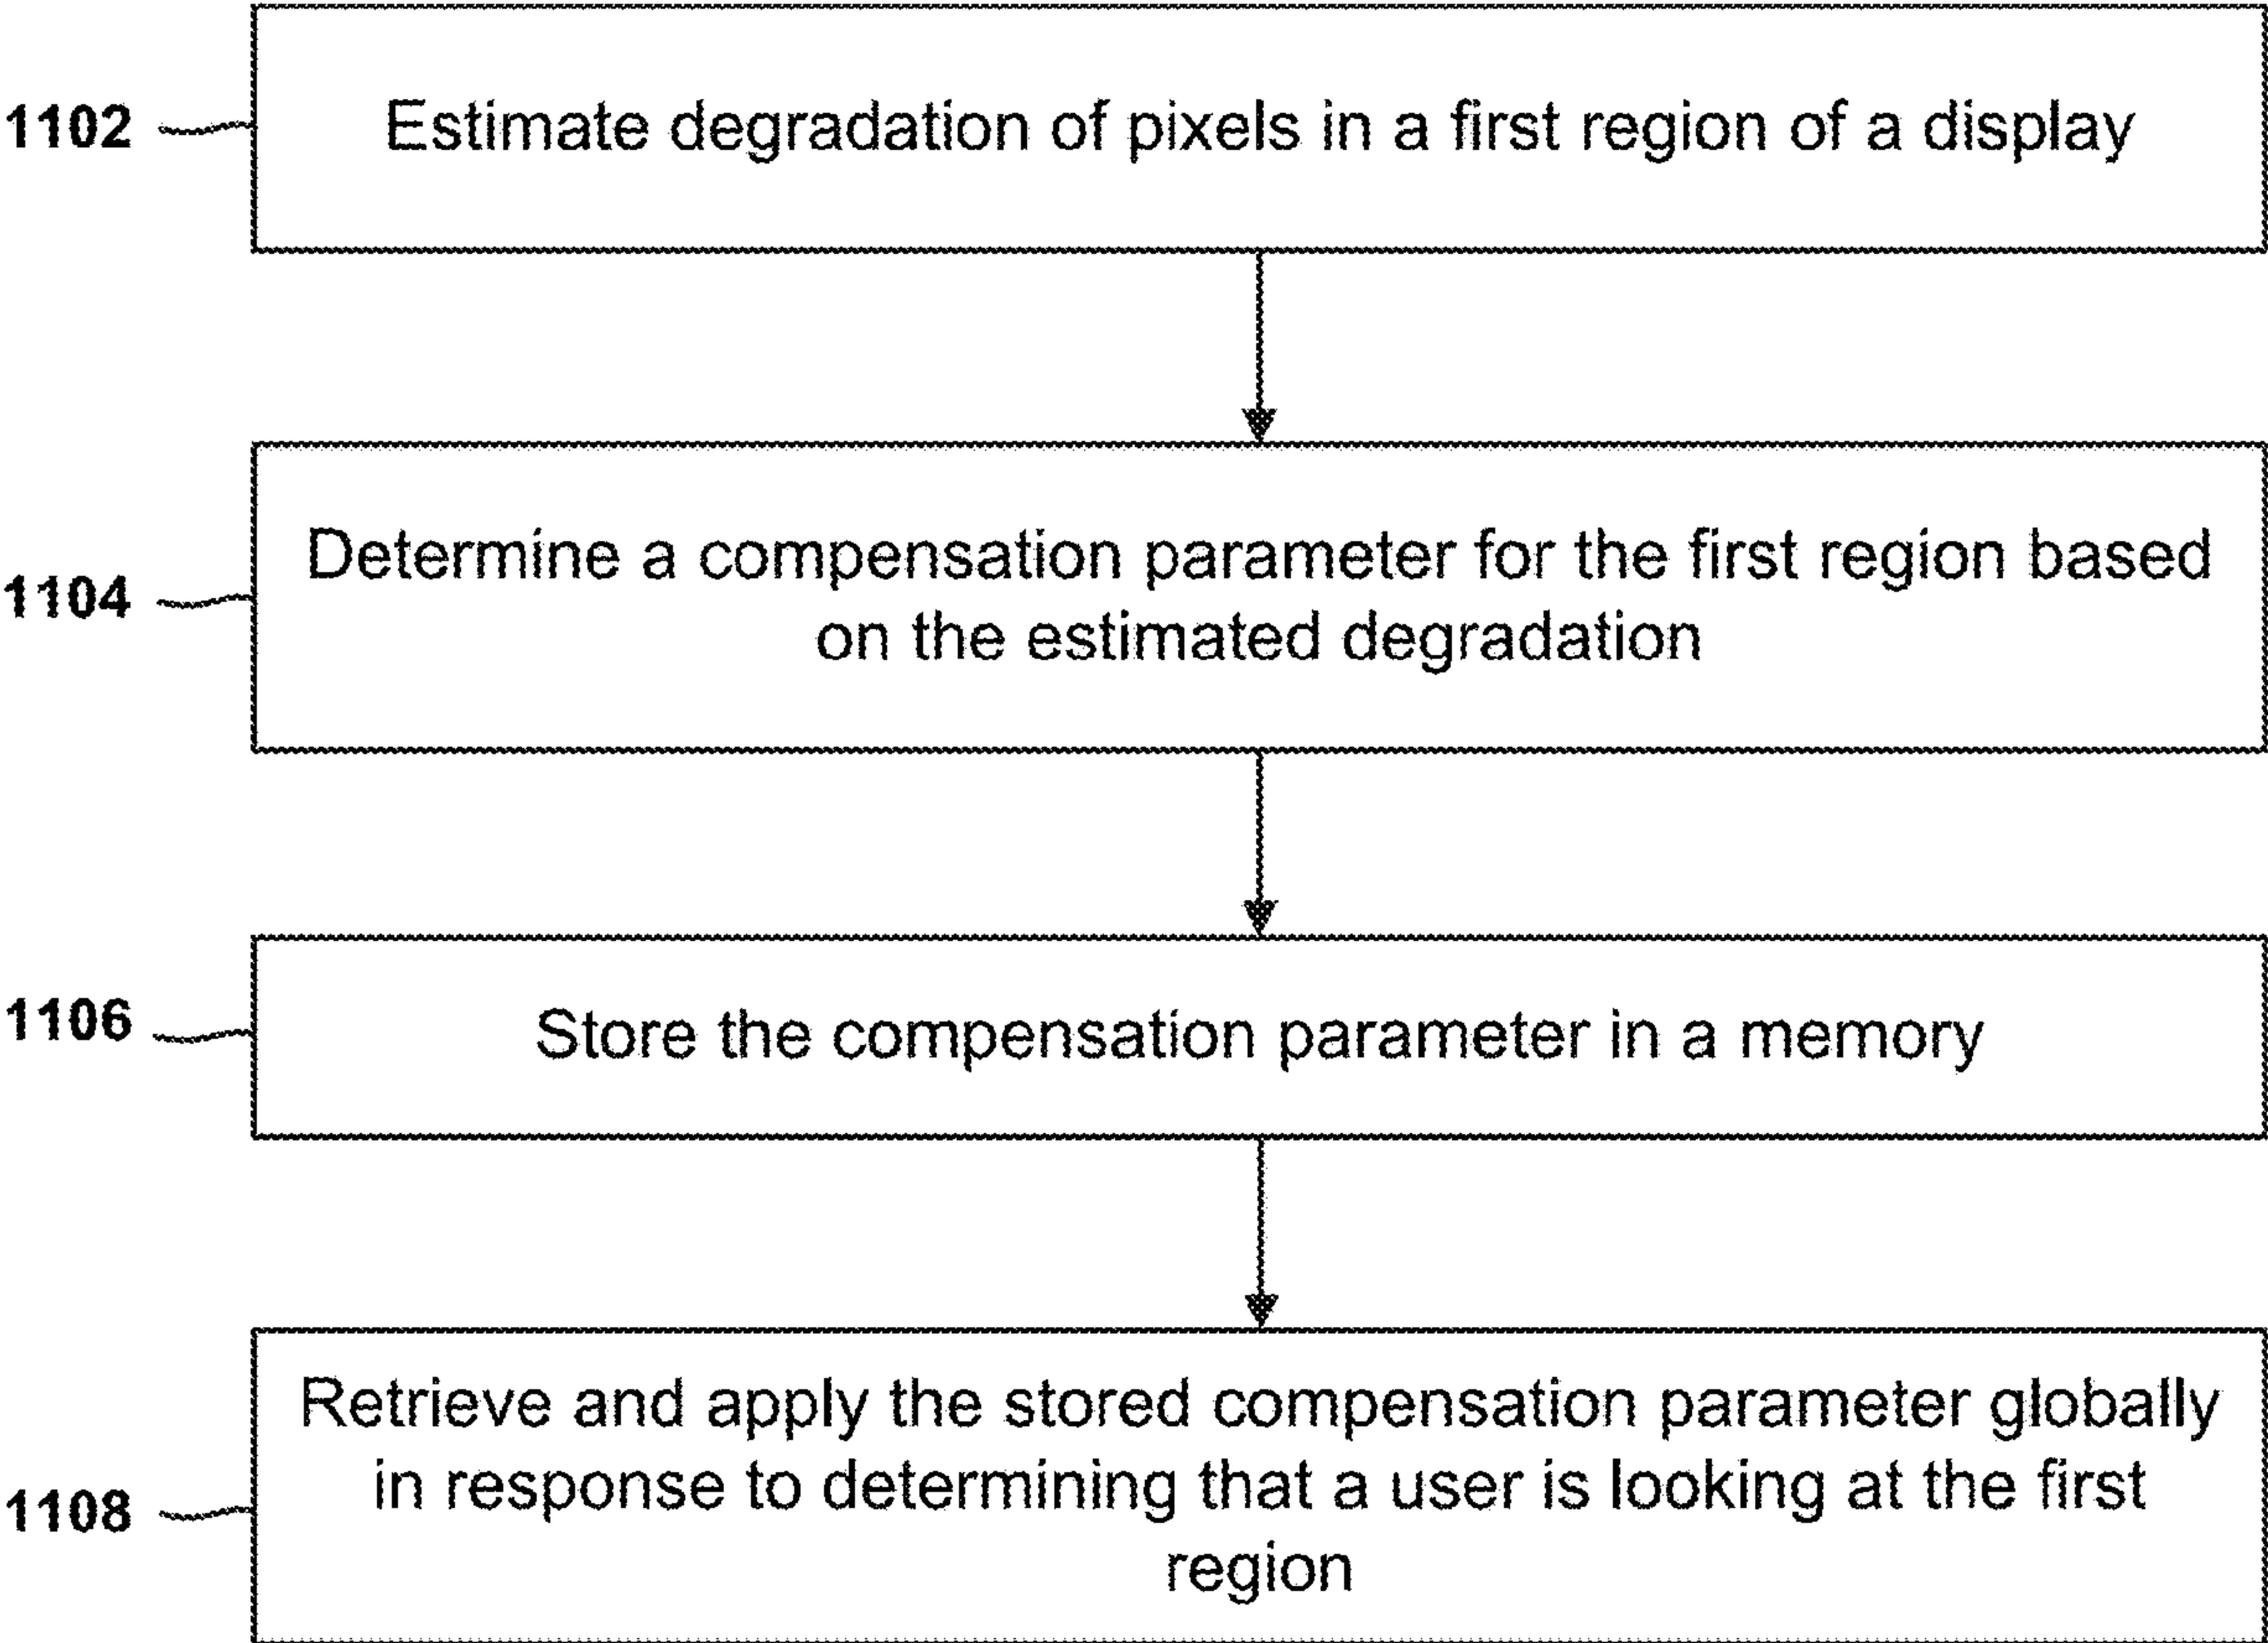 1102
Estimate degradation of pixels in a first region of a display
1104
Determine a compensation parameter for the first region based
on the estimated degradation
1106
Store the compensation parameter in a memory
1108
Retrieve and apply the stored compensation parameter globally
in response to determining that a user is looking at the first
region